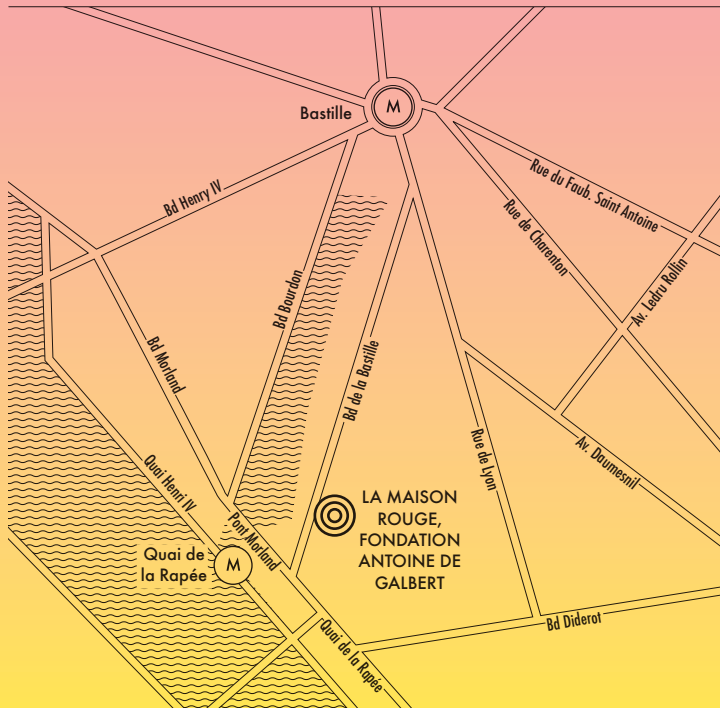 M
Bastille
Bd Henry IV
Rue du Faub. Saint Antoine
Rue de Charenton
Av. Ledru Rollin
Bd Bourdon
Bd Morland
Bd de la Bastille
Rue de Lyon
Av. Daumesnil
Quai Henri IV
Pont Morland
LA MAISON
ROUGE,
FONDATION
ANTOINE DE
GALBERT
Quai de
la Rapée
M
Bd Diderot
Quai de la Rapée